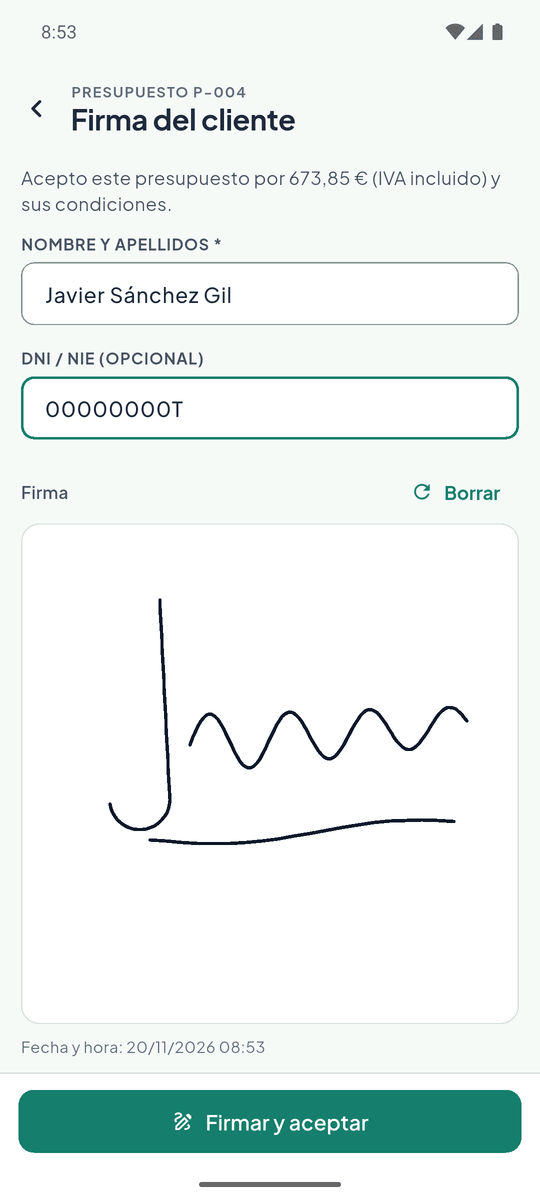 8:53
PRESUPUESTO P-004
Firma del cliente
Acepto este presupuesto por 673,85 € (IVA incluido) y
sus condiciones.
NOMBRE Y APELLIDOS *
Javier Sánchez Gil
DNI / NIE (OPCIONAL)
00000000T
Firma
Borrar
Fecha y hora: 20/11/2026 08:53
Firmar y aceptar